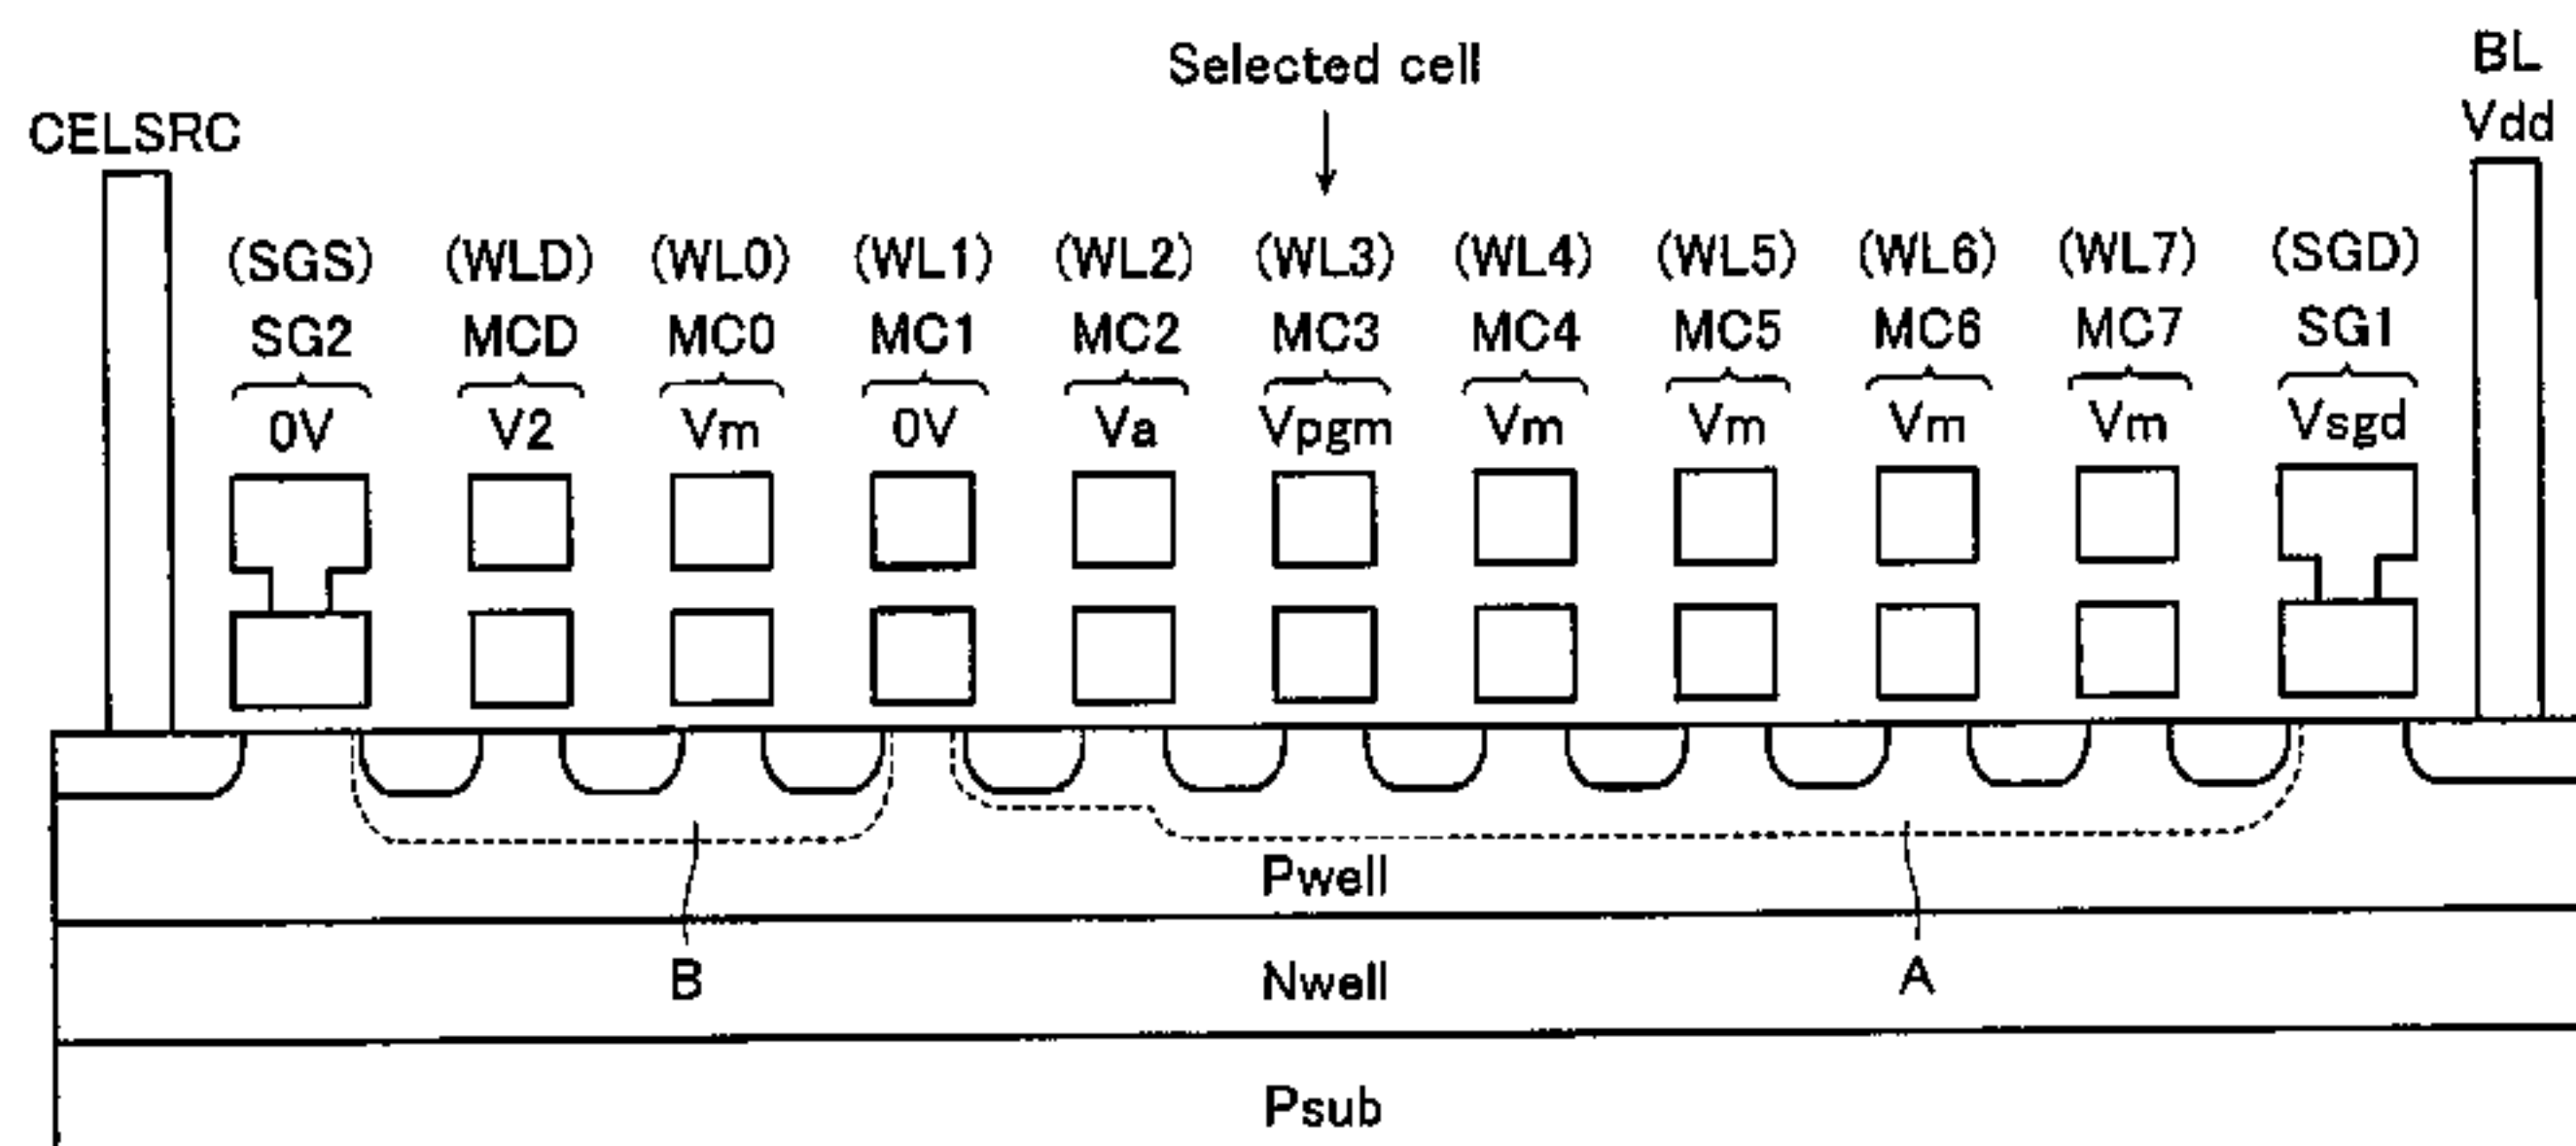 Selected cell
BL
Vdd
CELSRC
(SGS) (WLD) (WL0) (WL1) (WL2) (WL3) (WL4) (WL5) (WL6) (WL7) (SGD)
SG2 MCD MC0 MC1 MC2 MC3 MC4 MC5 MC6 MC7 SG1
0V V2 Vm 0V Va Vpgm Vm Vm Vm Vm Vsgd
Pwell
B Nwell A
Psub